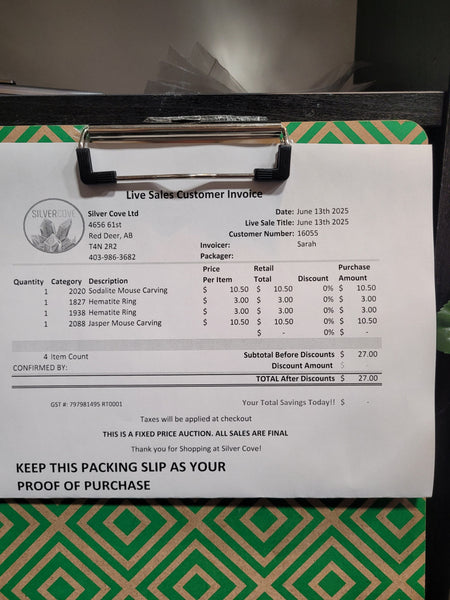 Live Sales Customer Invoice
SILVERCOVE
Silver Cove Ltd
4656 61st
Red Deer, AB
T4N 2R2
403-986-3682
Date: June 13th 2025
Live Sale Title: June 13th 2025
Customer Number: 16055
Invoicer: Sarah
Packager:
Quantity Category Description Price Per Item Retail Total Discount Purchase Amount
1 2020 Sodalite Mouse Carving $ 10.50 $ 10.50 0% $ 10.50
1 1827 Hematite Ring $ 3.00 $ 3.00 0% $ 3.00
1 1938 Hematite Ring $ 3.00 $ 3.00 0% $ 3.00
1 2088 Jasper Mouse Carving $ 10.50 $ 10.50 0% $ 10.50
$ - 0% $ -
4 Item Count Subtotal Before Discounts $ 27.00
CONFIRMED BY: Discount Amount $ -
TOTAL After Discounts $ 27.00
GST #: 797981495 RT0001 Your Total Savings Today!! $ -
Taxes will be applied at checkout
THIS IS A FIXED PRICE AUCTION. ALL SALES ARE FINAL
Thank you for Shopping at Silver Cove!
KEEP THIS PACKING SLIP AS YOUR
PROOF OF PURCHASE